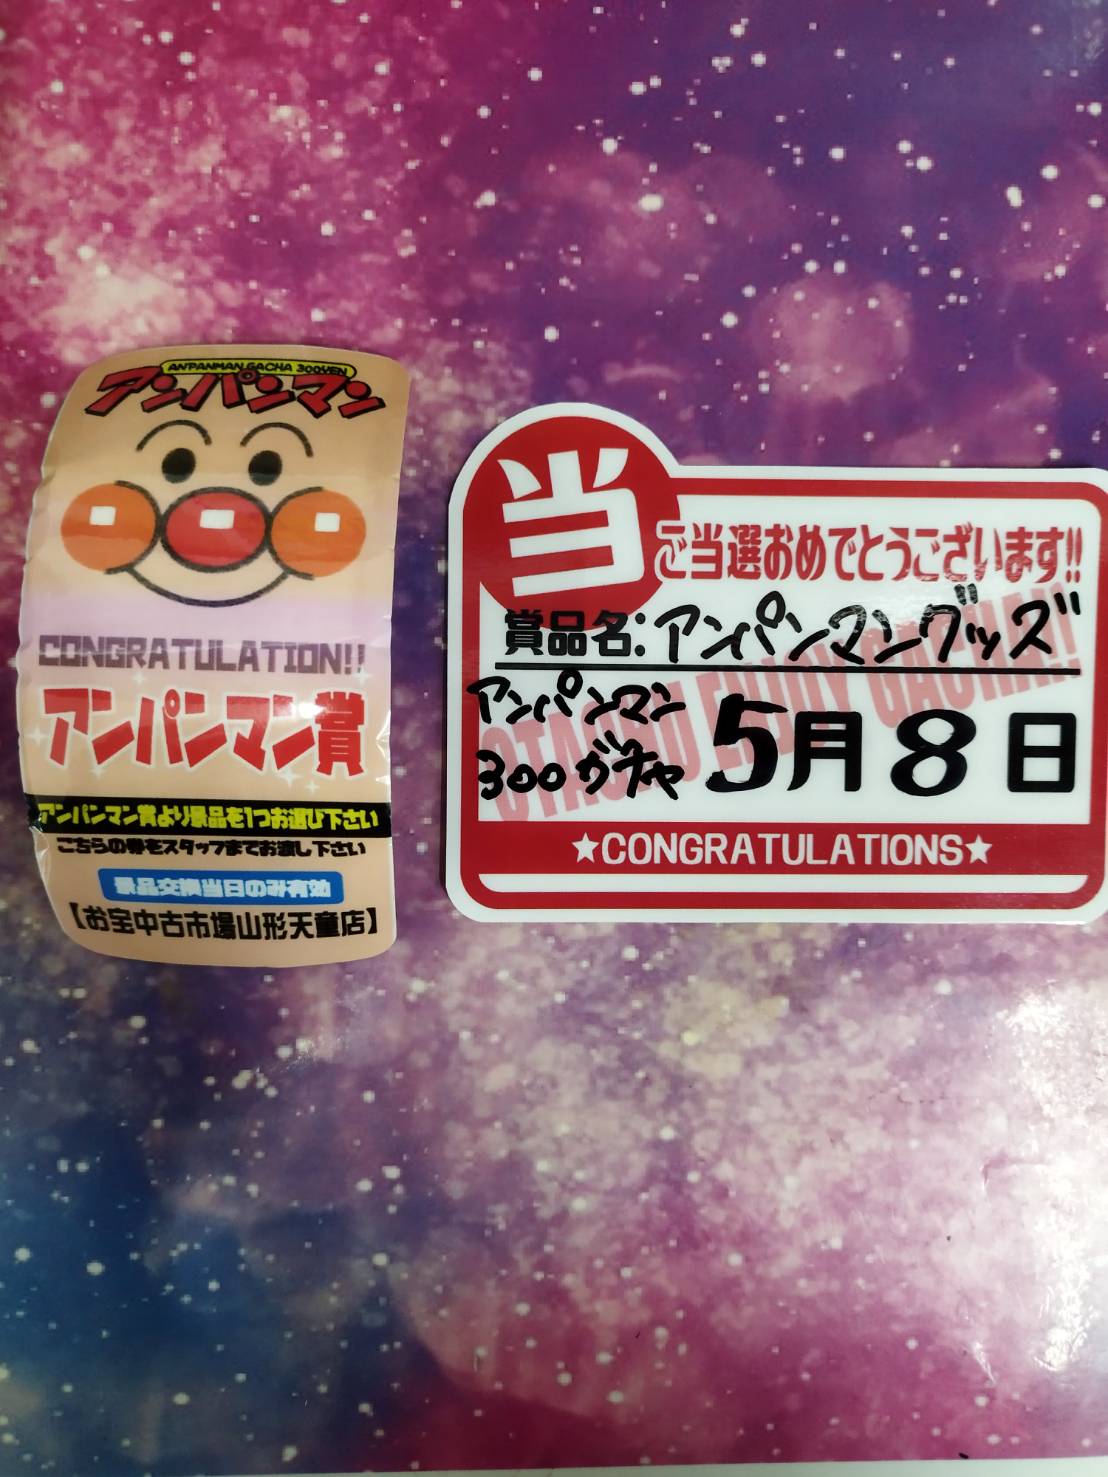 ANPANMAN GACHA 300YEN
アンパンマン
CONGRATULATION!!
アンパンマン賞
アンパンマン賞より景品を1つお選び下さい
こちらの券をスタッフまでお渡し下さい
景品交換当日のみ有効
【お宝中古市場山形天童店】
当
ご当選おめでとうございます!!
賞品名:アンパンマングッズ
アンパンマン
300ガチャ
5月8日
OTAKARA ENJOY GACHA!!
★CONGRATULATIONS★